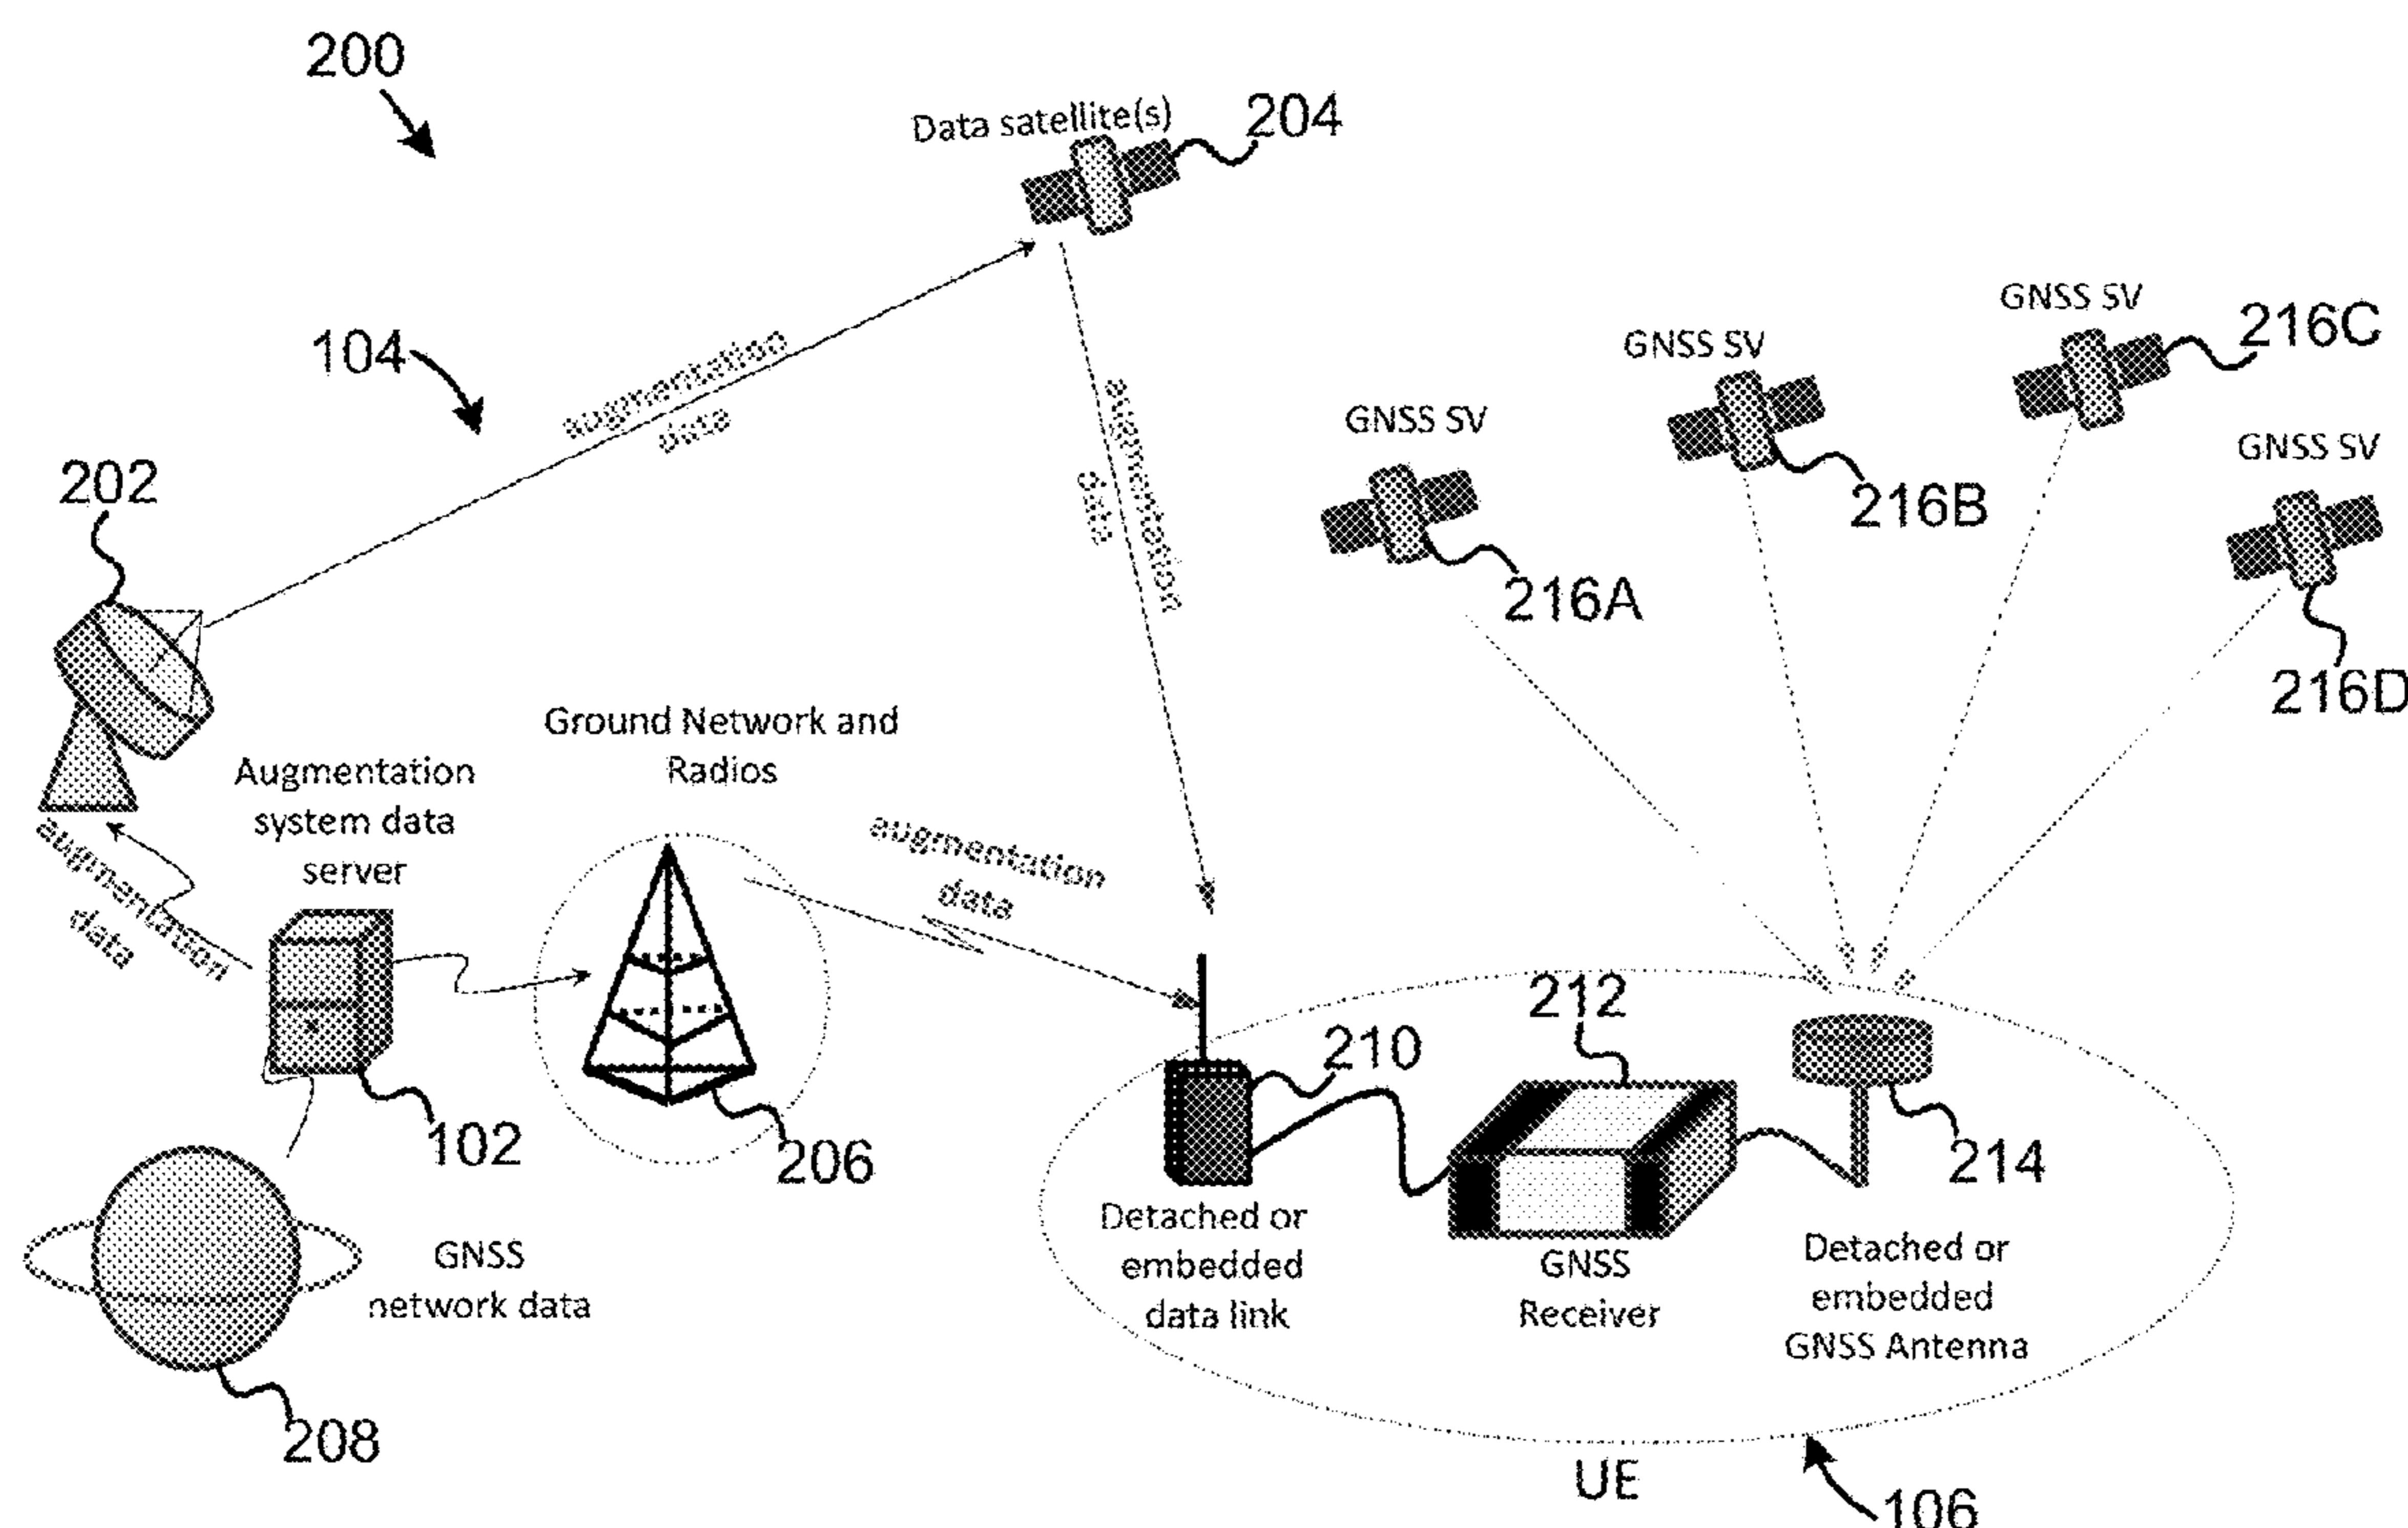 200
Data satellite(s)
204
104
augmentation
data
augmentation
data
GNSS SV
216A
GNSS SV
216B
GNSS SV
216C
GNSS SV
216D
202
augmentation
data
Augmentation
system data
server
102
Ground Network and
Radios
206
augmentation
data
GNSS
network data
208
210
Detached or
embedded
data link
212
GNSS
Receiver
214
Detached or
embedded
GNSS Antenna
UE
106